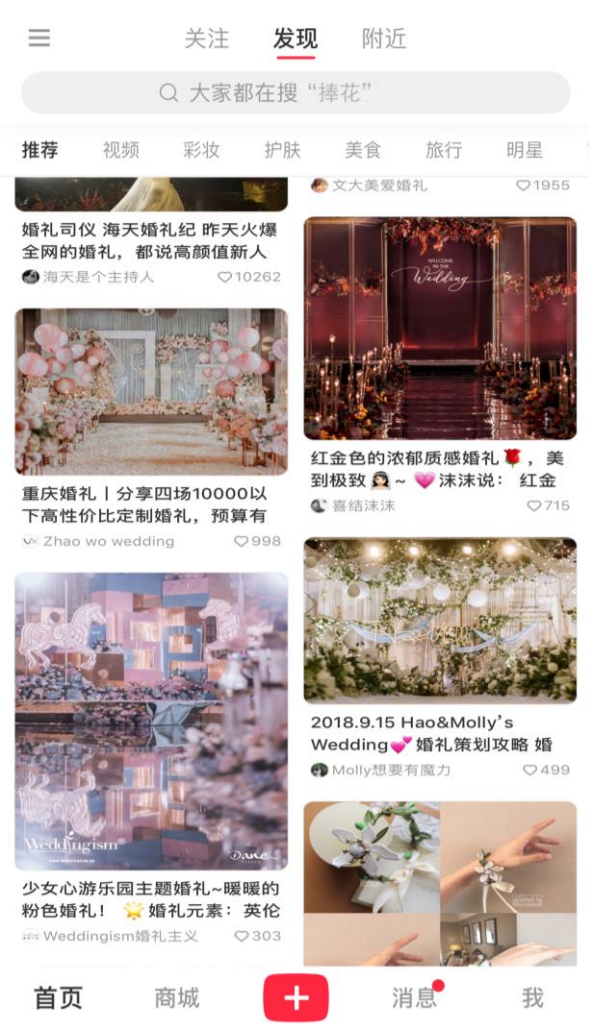 关注
发现
附近
大家都在搜“捧花”
推荐
视频
彩妆
护肤
美食
旅行
明星
婚礼司仪 海天婚礼纪 昨天火爆
全网的婚礼，都说高颜值新人
海天是个主持人
10262
重庆婚礼丨分享四场10000以
下高性价比定制婚礼，预算有
Zhao wo wedding
998
Weddingism®
Dane
少女心游乐园主题婚礼~暖暖的
粉色婚礼！ 🌟婚礼元素：英伦
Weddingism婚礼主义
303
文大美爱婚礼
1955
WELCOME
TO THE
Wedding
红金色的浓郁质感婚礼🌹，美
到极致👰~ 💗沫沫说： 红金
喜结沫沫
715
2018.9.15 Hao&Molly’s
Wedding💕婚礼策划攻略 婚
Molly想要有魔力
499
首页
商城
消息
我